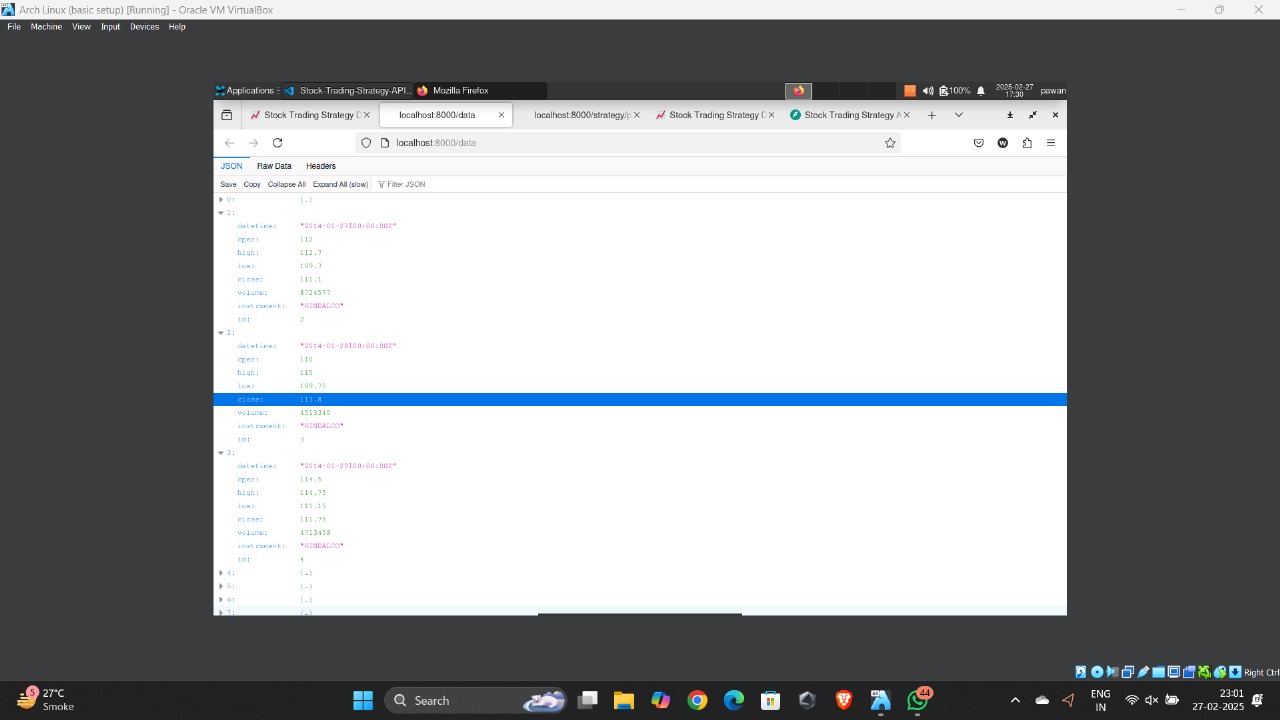 Arch Linux (basic setup) [Running] - Oracle VM VirtualBox
File Machine View Input Devices Help
Applications Stock-Trading-Strategy-API... Mozilla Firefox 100% 2025-02-27 17:30 pawan
Stock Trading Strategy D localhost:8000/data localhost:8000/strategy/p Stock Trading Strategy D Stock Trading Strategy A
localhost:8000/data
JSON Raw Data Headers
Save Copy Collapse All Expand All (slow) Filter JSON
0: {…}
1:
datetime: "2014-01-27T00:00:00Z"
open: 112
high: 112.7
low: 109.3
close: 111.1
volume: 8724577
instrument: "HINDALCO"
id: 2
2:
datetime: "2014-01-28T00:00:00Z"
open: 110
high: 115
low: 109.75
close: 113.8
volume: 4513345
instrument: "HINDALCO"
id: 3
3:
datetime: "2014-01-29T00:00:00Z"
open: 114.5
high: 114.75
low: 111.15
close: 111.75
volume: 4713458
instrument: "HINDALCO"
id: 4
4: {…}
5: {…}
6: {…}
7: {…}
Right Ctrl
5 27°C
Smoke
Search
44
ENG
IN
23:01
27-02-2025